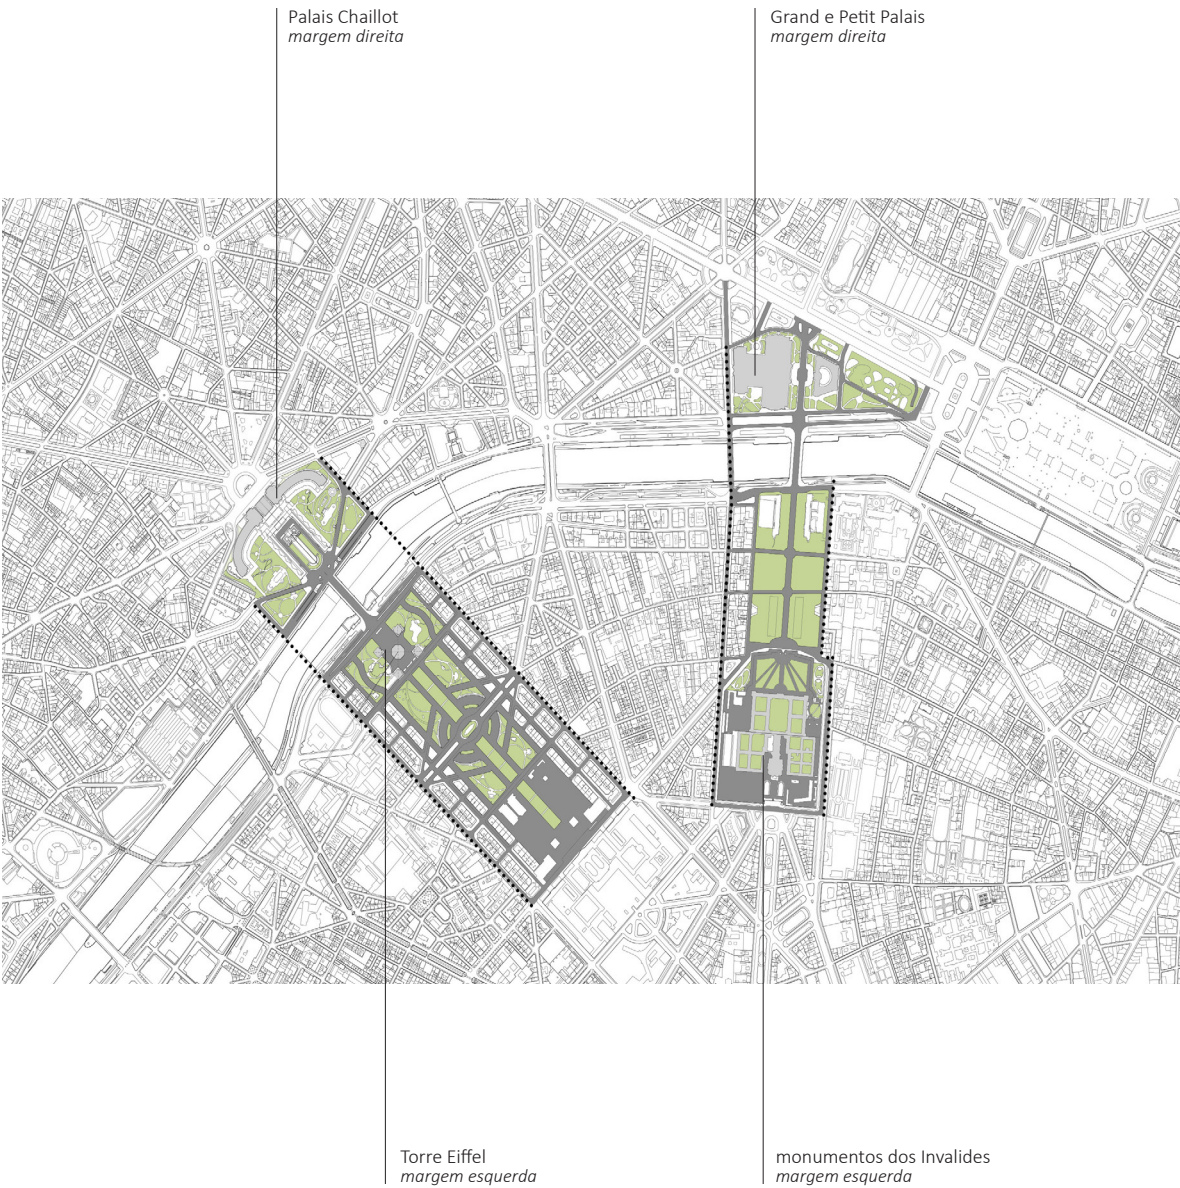 Palais Chaillot
margem direita
Grand e Petit Palais
margem direita
Torre Eiffel
margem esquerda
monumentos dos Invalides
margem esquerda